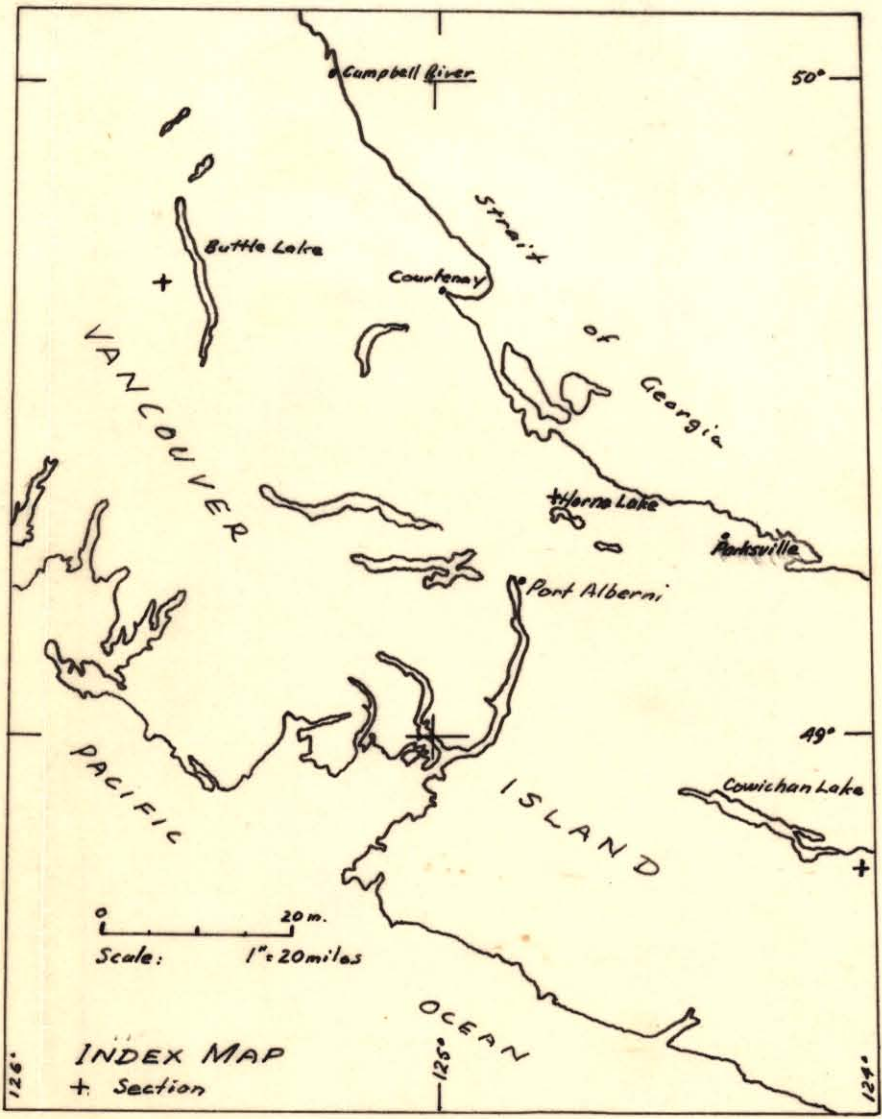 Campbell River
50°
Strait
Buttle Lake
Courtenay
of
VANCOUVER
Georgia
Horne Lake
Parksville
Port Alberni
49°
PACIFIC
ISLAND
Cowichan Lake
0 20 m.
Scale: 1"=20 miles
OCEAN
INDEX MAP
+ Section
126°
125°
124°